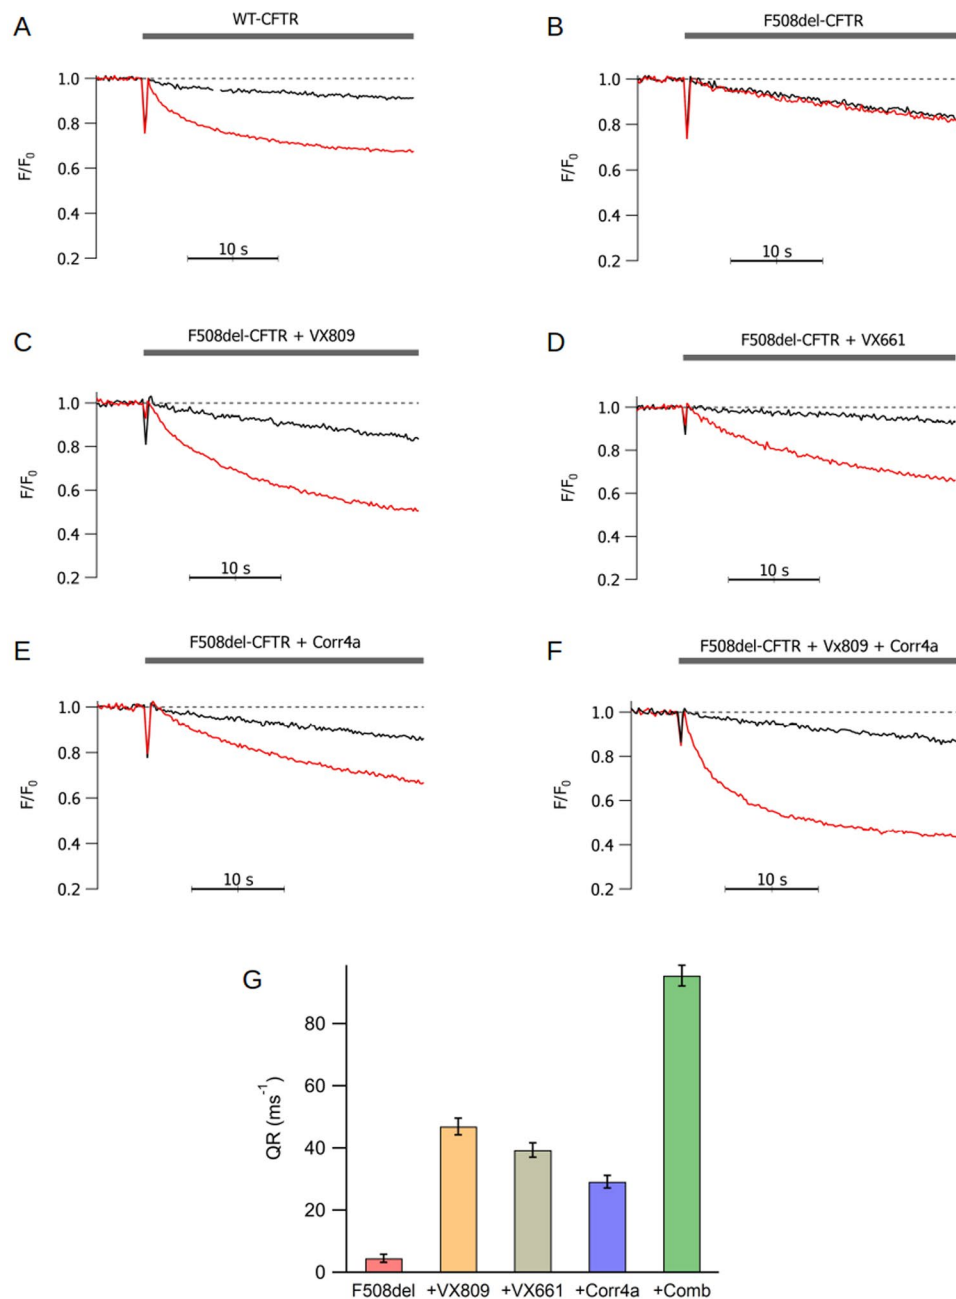 A
WT-CFTR
1.0
0.8
0.6
0.4
0.2
F/F0
10 s
B
F508del-CFTR
1.0
0.8
0.6
0.4
0.2
F/F0
10 s
C
F508del-CFTR + VX809
1.0
0.8
0.6
0.4
0.2
F/F0
10 s
D
F508del-CFTR + VX661
1.0
0.8
0.6
0.4
0.2
F/F0
10 s
E
F508del-CFTR + Corr4a
1.0
0.8
0.6
0.4
0.2
F/F0
10 s
F
F508del-CFTR + Vx809 + Corr4a
1.0
0.8
0.6
0.4
0.2
F/F0
10 s
G
80
60
40
20
0
QR (ms-1)
F508del +VX809 +VX661 +Corr4a +Comb